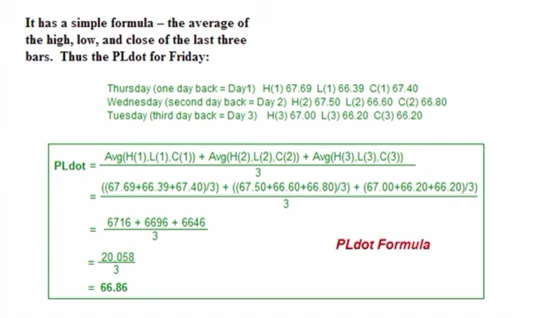 It has a simple formula – the average of
the high, low, and close of the last three
bars. Thus the PLdot for Friday:
Thursday (one day back = Day1) H(1) 67.69 L(1) 66.39 C(1) 67.40
Wednesday (second day back = Day 2) H(2) 67.50 L(2) 66.60 C(2) 66.80
Tuesday (third day back = Day 3) H(3) 67.00 L(3) 66.20 C(3) 66.20
PLdot = Avg(H(1),L(1),C(1)) + Avg(H(2),L(2),C(2)) + Avg(H(3),L(3),C(3))
3
= ((67.69+66.39+67.40)/3) + ((67.50+66.60+66.80)/3) + (67.00+66.20+66.20)/3)
3
= 6716 + 6696 + 6646
3
= 20,058
3
= 66.86
PLdot Formula